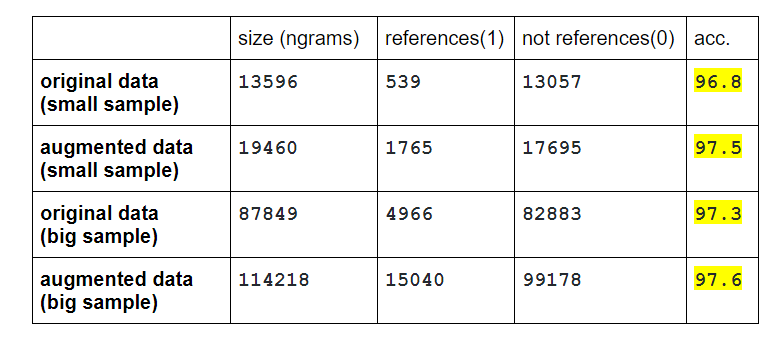 size (ngrams) references(1) not references(0) acc.
original data 13596 539 13057 96.8
(small sample)
augmented data 19460 1765 17695 97.5
(small sample)
original data 87849 4966 82883 97.3
(big sample)
augmented data 114218 15040 99178 97.6
(big sample)